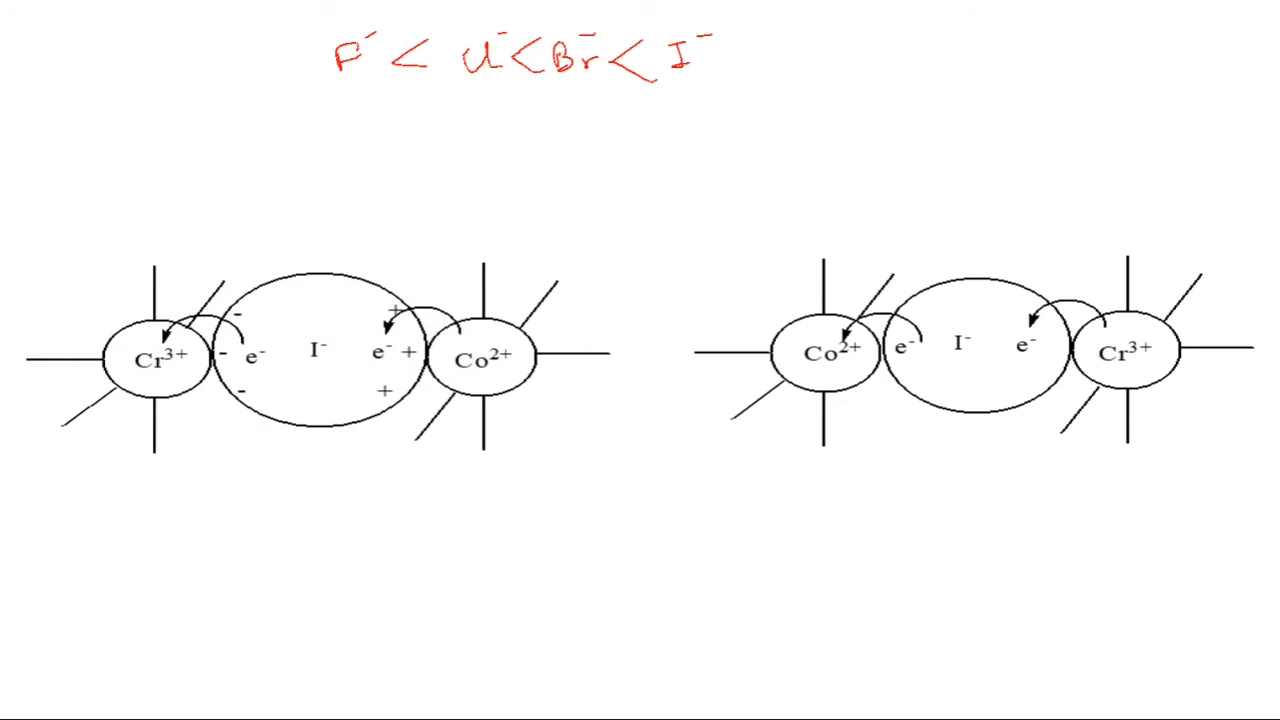 F⁻ < Cl⁻ < Br⁻ < I⁻
- + 
Cr³⁺ - e⁻ I⁻ e⁻ + Co²⁺
- +
Co²⁺ e⁻ I⁻ e⁻ Cr³⁺